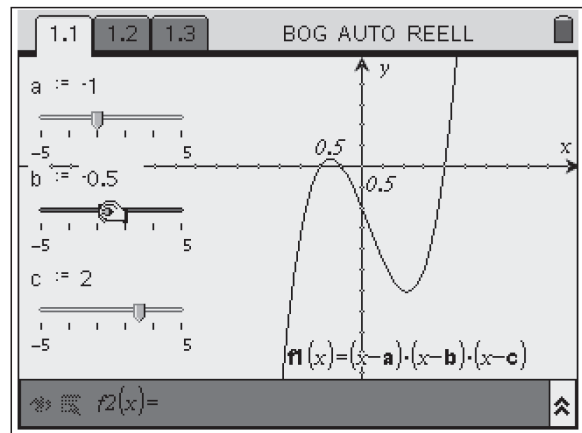 1.1 1.2 1.3 BOG AUTO REELL
y
a := -1
-5 5
0.5 x
b := -0.5
0.5
-5 5
c := 2
-5 5
f1(x)=(x-a)·(x-b)·(x-c)
f2(x)=